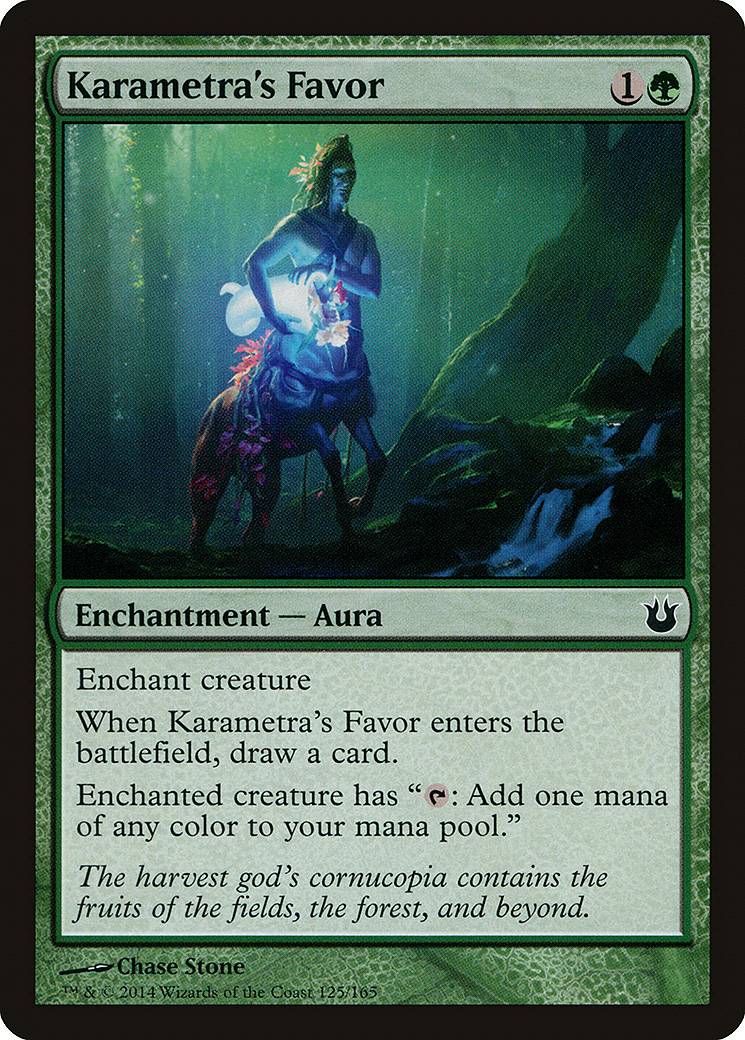 Karametra's Favor 1
Enchantment — Aura
Enchant creature
When Karametra's Favor enters the
battlefield, draw a card.
Enchanted creature has “: Add one mana
of any color to your mana pool.”
The harvest god's cornucopia contains the
fruits of the fields, the forest, and beyond.
Chase Stone
™ & © 2014 Wizards of the Coast 125/165